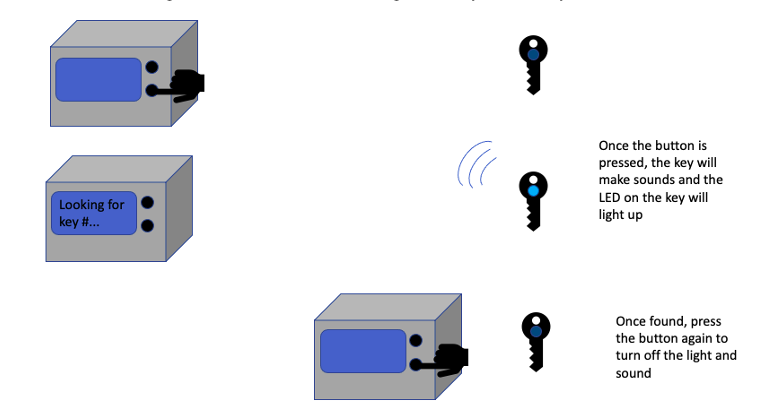 Once the button is
pressed, the key will
make sounds and the
LED on the key will
light up
Looking for
key #...
Once found, press
the button again to
turn off the light and
sound